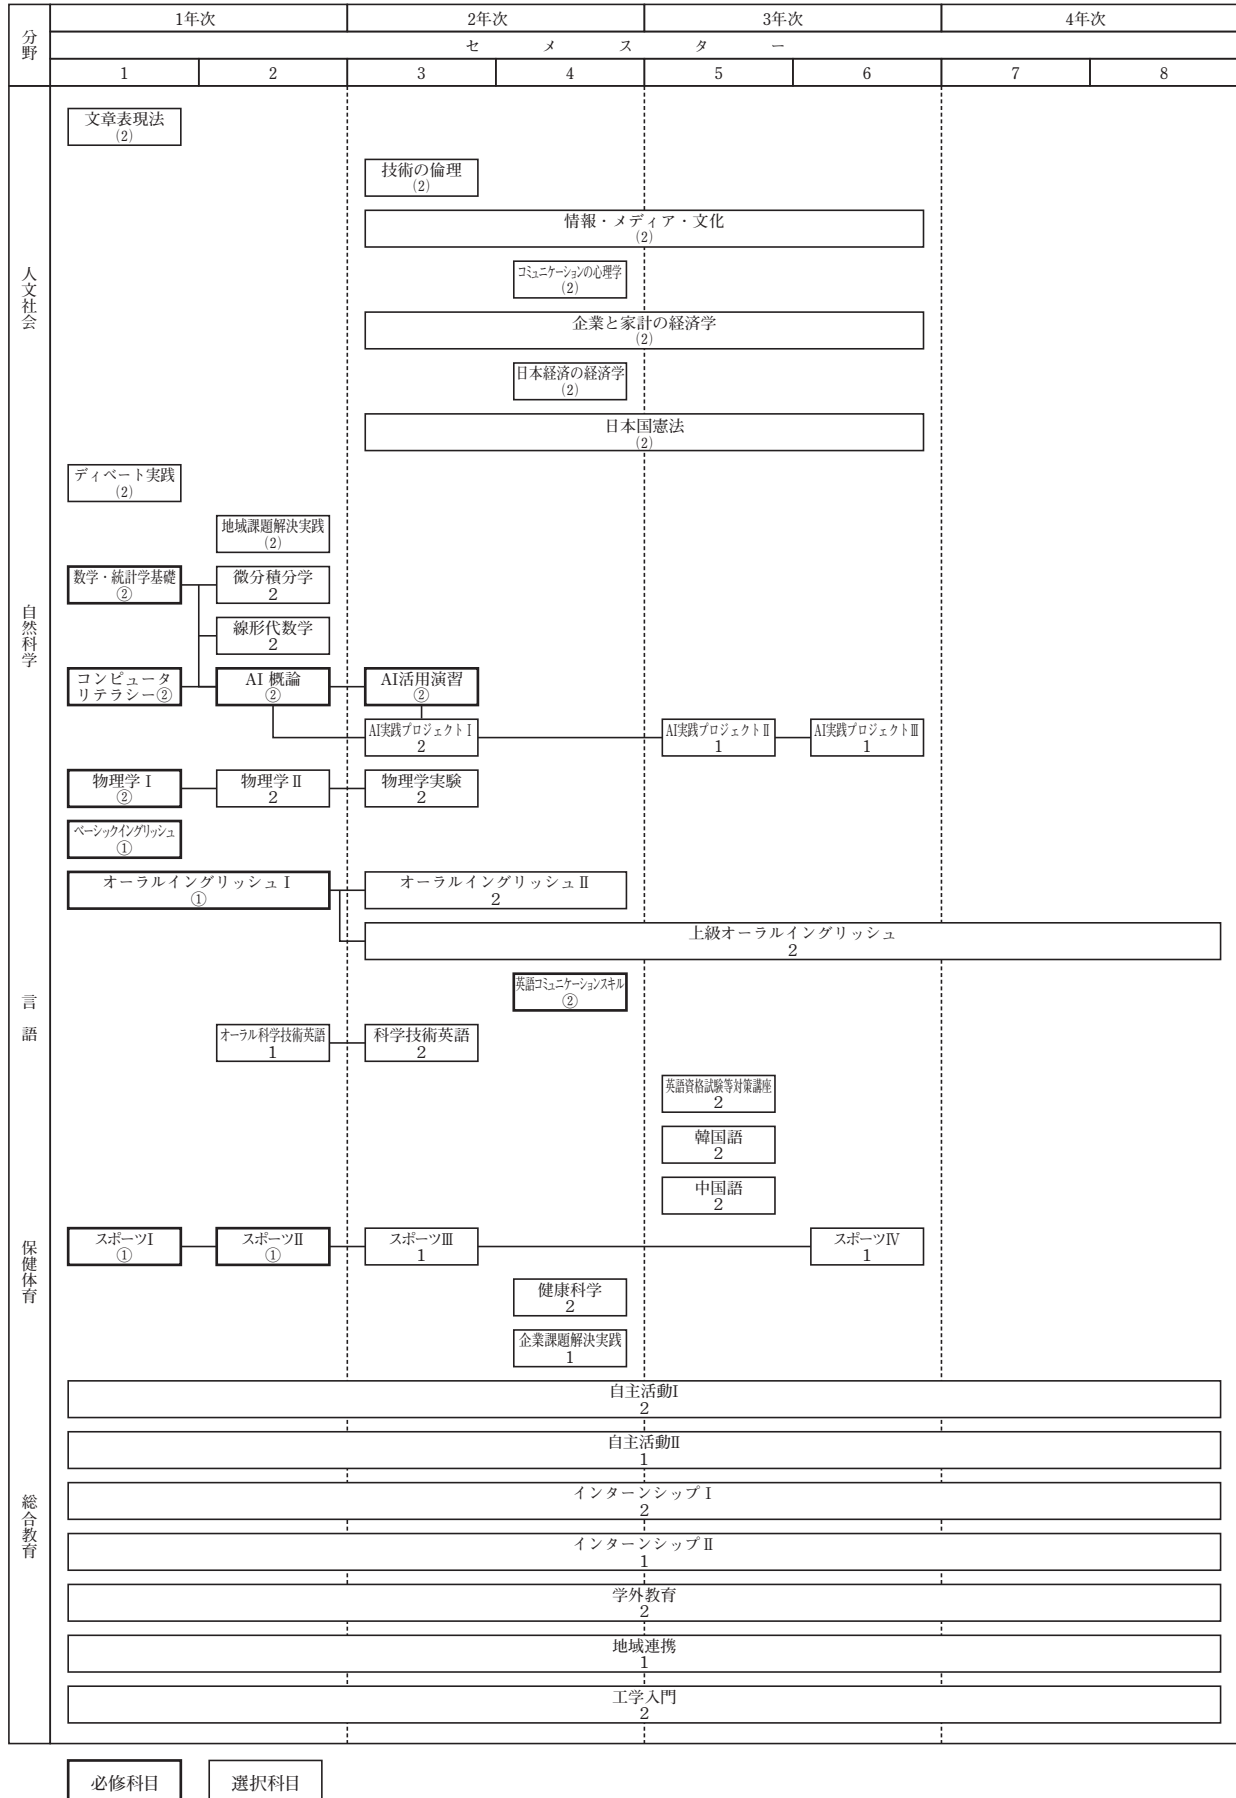 分野
1年次 2年次 3年次 4年次
セメスター
1 2 3 4 5 6 7 8
人文社会
文章表現法
(2)
技術の倫理
(2)
情報・メディア・文化
(2)
コミュニケーションの心理学
(2)
企業と家計の経済学
(2)
日本経済の経済学
(2)
日本国憲法
(2)
ディベート実践
(2)
地域課題解決実践
(2)
自然科学
数学・統計学基礎
②
微分積分学
2
線形代数学
2
コンピュータ
リテラシー②
AI 概論
②
AI活用演習
②
AI実践プロジェクトⅠ
2
AI実践プロジェクトⅡ
1
AI実践プロジェクトⅢ
1
物理学Ⅰ
②
物理学Ⅱ
2
物理学実験
2
言語
ベーシックイングリッシュ
①
オーラルイングリッシュⅠ
①
オーラルイングリッシュⅡ
2
上級オーラルイングリッシュ
2
英語コミュニケーションスキル
②
オーラル科学技術英語
1
科学技術英語
2
英語資格試験等対策講座
2
韓国語
2
中国語
2
保健体育
スポーツⅠ
①
スポーツⅡ
①
スポーツⅢ
1
スポーツⅣ
1
健康科学
2
総合教育
企業課題解決実践
1
自主活動Ⅰ
2
自主活動Ⅱ
1
インターンシップⅠ
2
インターンシップⅡ
1
学外教育
2
地域連携
1
工学入門
2
必修科目
選択科目